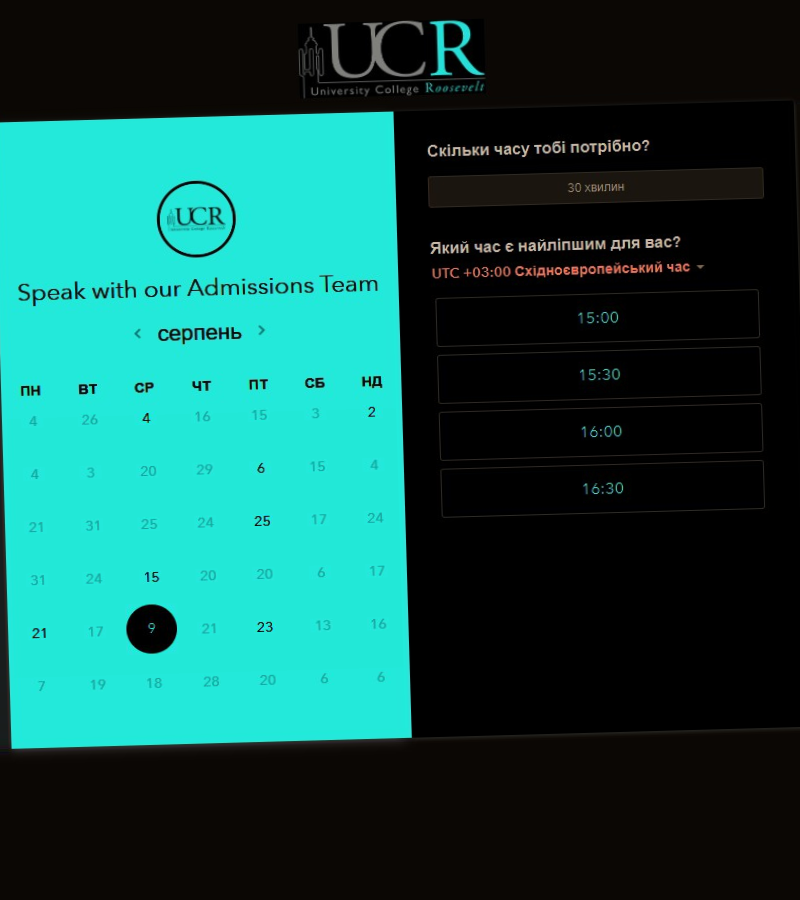 UCR
University College Roosevelt
UCR
Speak with our Admissions Team
серпень
ПН ВТ СР ЧТ ПТ СБ НД
4 26 4 16 15 3 2
4 3 20 29 6 15 4
21 31 25 24 25 17 24
31 24 15 20 20 6 17
21 17 9 21 23 13 16
7 19 18 28 20 6 6
Скільки часу тобі потрібно?
30 хвилин
Який час є найліпшим для вас?
UTC +03:00 Східноєвропейський час
15:00
15:30
16:00
16:30